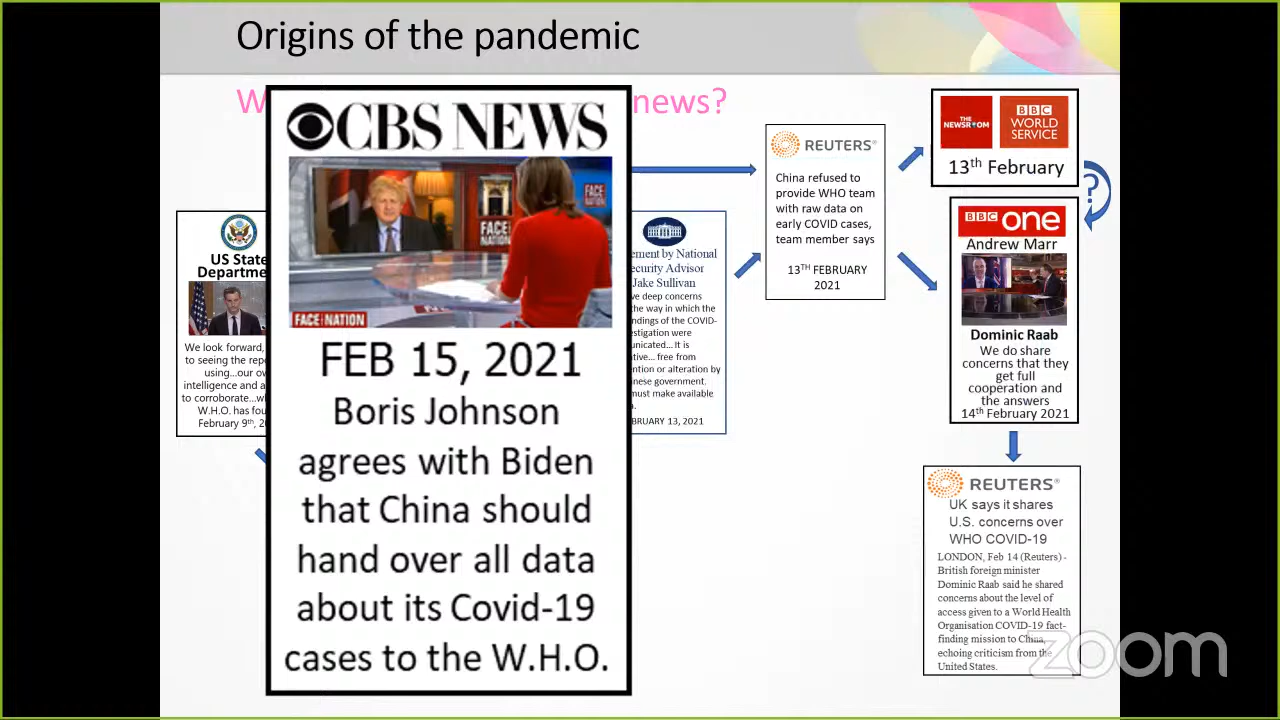 Origins of the pandemic
news?
CBS NEWS
FACE
NATION
FACE
NATION
FACE THE NATION
FEB 15, 2021
Boris Johnson
agrees with Biden
that China should
hand over all data
about its Covid-19
cases to the W.H.O.
US State
Departme
We look forward,
to seeing the rep
using...our ow
intelligence and a
to corroborate...w
W.H.O. has fou
February 9th, 2
ement by National
ecurity Advisor
Jake Sullivan
ve deep concerns
the way in which the
ndings of the COVID-
estigation were
unicated... It is
ative... free from
ention or alteration by
inese government.
must make available
BRUARY 13, 2021
REUTERS
China refused to
provide WHO team
with raw data on
early COVID cases,
team member says
13TH FEBRUARY
2021
THE
NEWSROOM
BBC
WORLD
SERVICE
13th February
?
BBC one
Andrew Marr
Dominic Raab
We do share
concerns that they
get full
cooperation and
the answers
14th February 2021
REUTERS
UK says it shares
U.S. concerns over
WHO COVID-19
LONDON, Feb 14 (Reuters) -
British foreign minister
Dominic Raab said he shared
concerns about the level of
access given to a World Health
Organisation COVID-19 fact-
finding mission to China,
echoing criticism from the
United States.
zoom